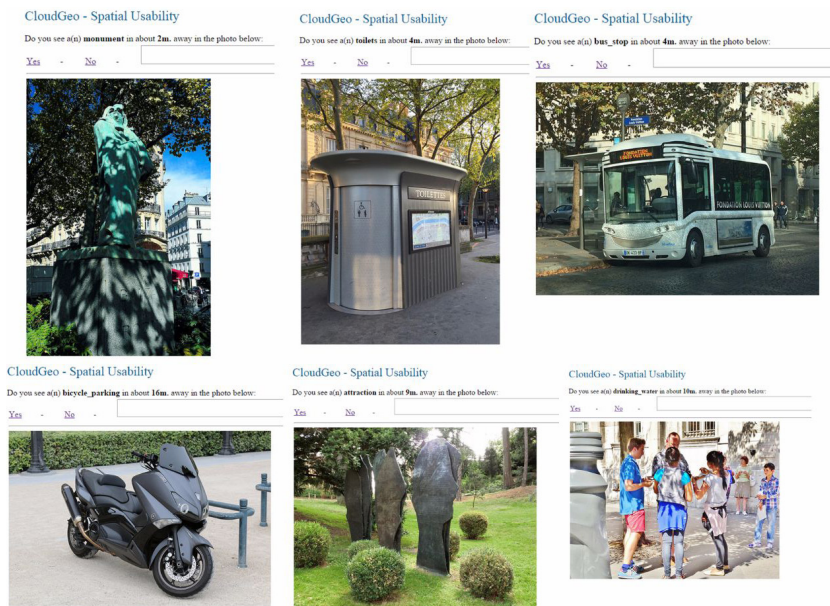 CloudGeo - Spatial Usability
Do you see a(n) monument in about 2m. away in the photo below:
Yes - No -
CloudGeo - Spatial Usability
Do you see a(n) toilets in about 4m. away in the photo below:
Yes - No -
TOILETTES
CloudGeo - Spatial Usability
Do you see a(n) bus_stop in about 4m. away in the photo below:
Yes - No -
FONDATION
LOUIS VUITTON
FONDATION LOUIS VUITTON
CloudGeo - Spatial Usability
Do you see a(n) bicycle_parking in about 16m. away in the photo below:
Yes - No -
CloudGeo - Spatial Usability
Do you see a(n) attraction in about 9m. away in the photo below:
Yes - No -
CloudGeo - Spatial Usability
Do you see a(n) drinking_water in about 10m. away in the photo below:
Yes - No -